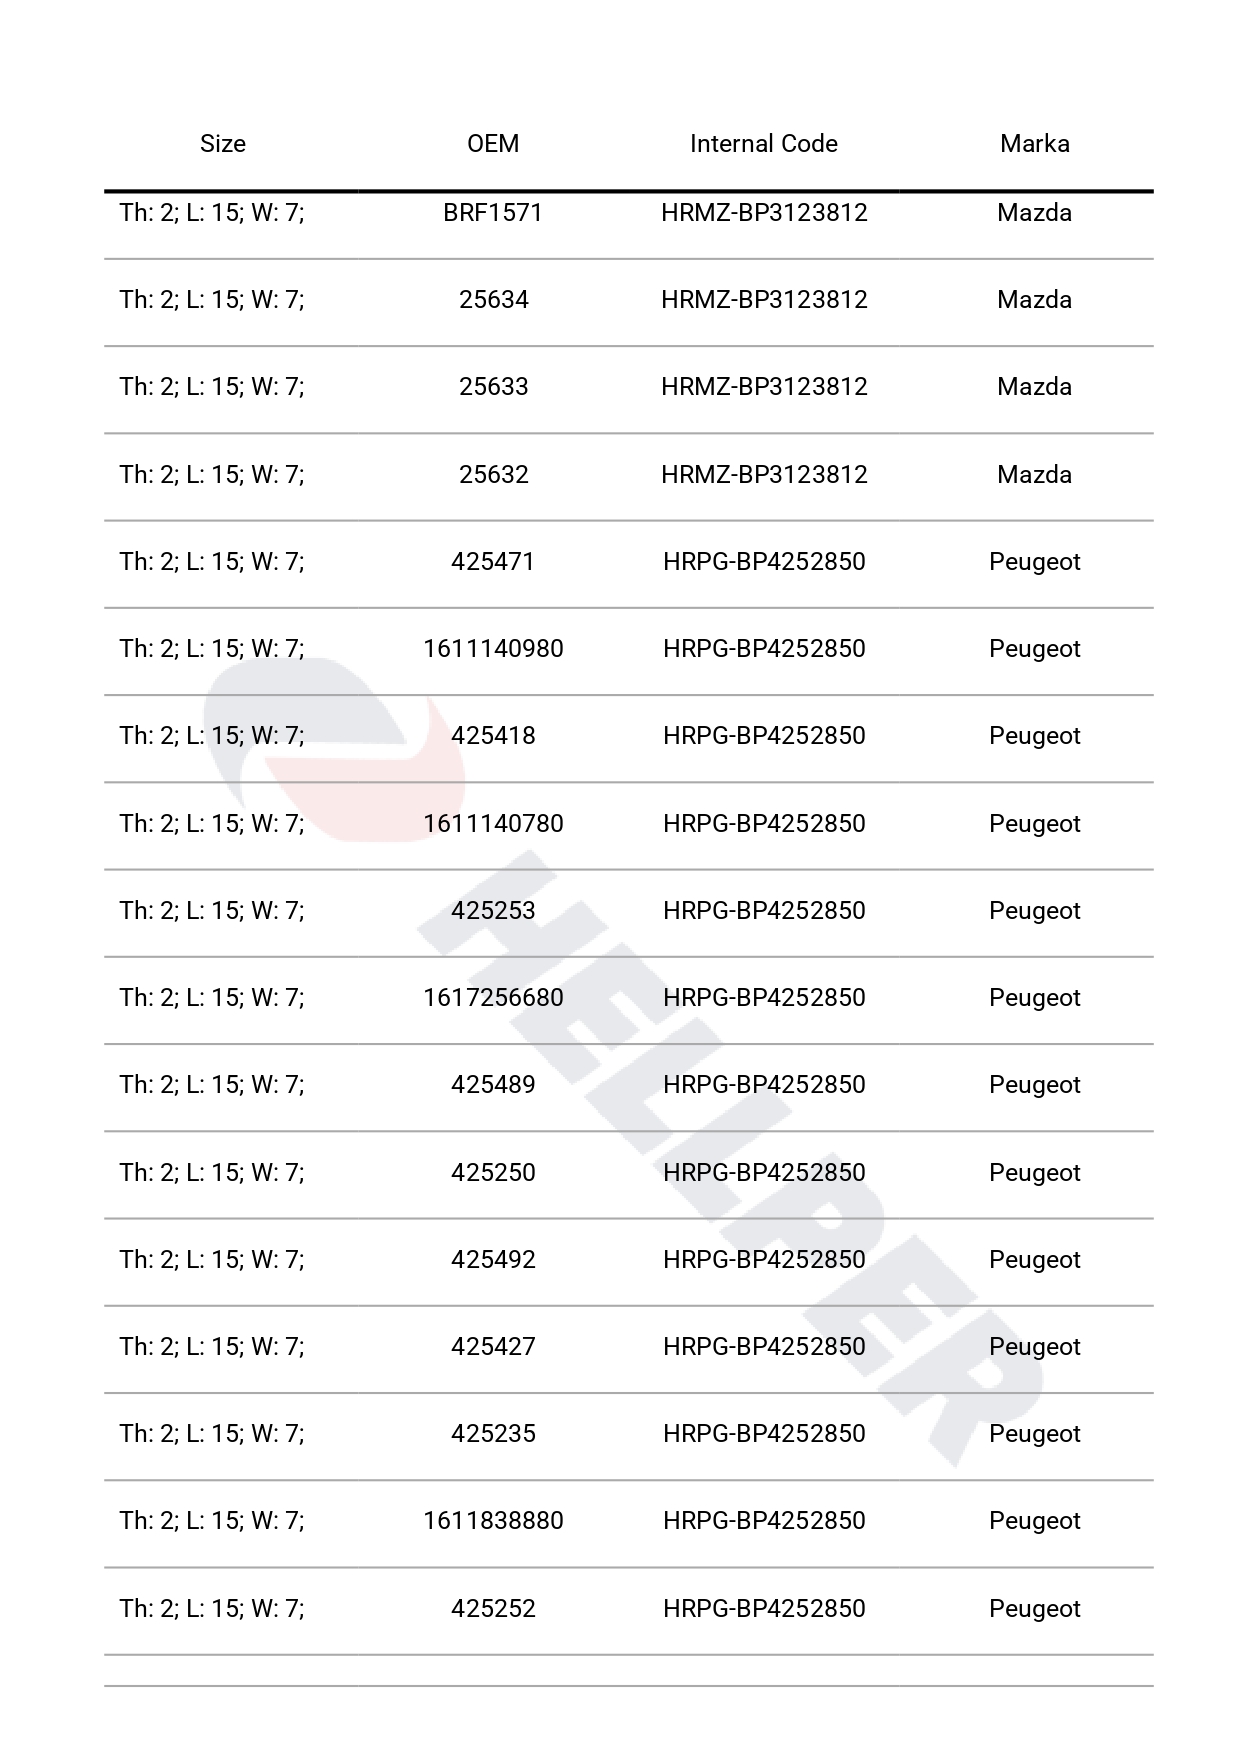 Size OEM Internal Code Marka
Th: 2; L: 15; W: 7; BRF1571 HRMZ-BP3123812 Mazda
Th: 2; L: 15; W: 7; 25634 HRMZ-BP3123812 Mazda
Th: 2; L: 15; W: 7; 25633 HRMZ-BP3123812 Mazda
Th: 2; L: 15; W: 7; 25632 HRMZ-BP3123812 Mazda
Th: 2; L: 15; W: 7; 425471 HRPG-BP4252850 Peugeot
Th: 2; L: 15; W: 7; 1611140980 HRPG-BP4252850 Peugeot
Th: 2; L: 15; W: 7; 425418 HRPG-BP4252850 Peugeot
Th: 2; L: 15; W: 7; 1611140780 HRPG-BP4252850 Peugeot
Th: 2; L: 15; W: 7; 425253 HRPG-BP4252850 Peugeot
Th: 2; L: 15; W: 7; 1617256680 HRPG-BP4252850 Peugeot
Th: 2; L: 15; W: 7; 425489 HRPG-BP4252850 Peugeot
Th: 2; L: 15; W: 7; 425250 HRPG-BP4252850 Peugeot
Th: 2; L: 15; W: 7; 425492 HRPG-BP4252850 Peugeot
Th: 2; L: 15; W: 7; 425427 HRPG-BP4252850 Peugeot
Th: 2; L: 15; W: 7; 425235 HRPG-BP4252850 Peugeot
Th: 2; L: 15; W: 7; 1611838880 HRPG-BP4252850 Peugeot
Th: 2; L: 15; W: 7; 425252 HRPG-BP4252850 Peugeot
HELLPER